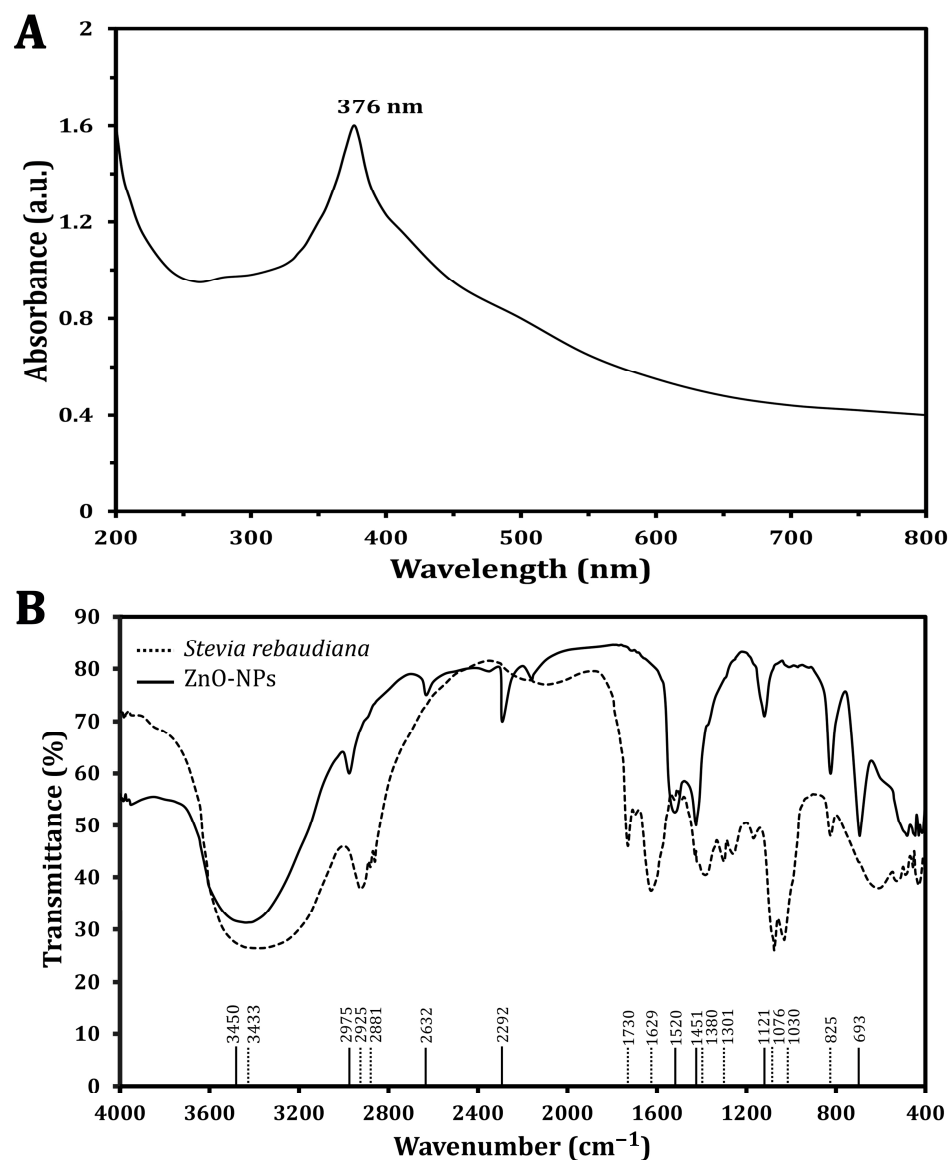 A
2
1.6
1.2
0.8
0.4
0
376 nm
Absorbance (a.u.)
200 300 400 500 600 700 800
Wavelength (nm)
B
90
80
70
60
50
40
30
20
10
0
Stevia rebaudiana
ZnO-NPs
Transmittance (%)
3450 3433 2975 2925 2881 2632 2292 1730 1629 1520 1451 1380 1301 1121 1076 1030 825 693
4000 3600 3200 2800 2400 2000 1600 1200 800 400
Wavenumber (cm⁻¹)